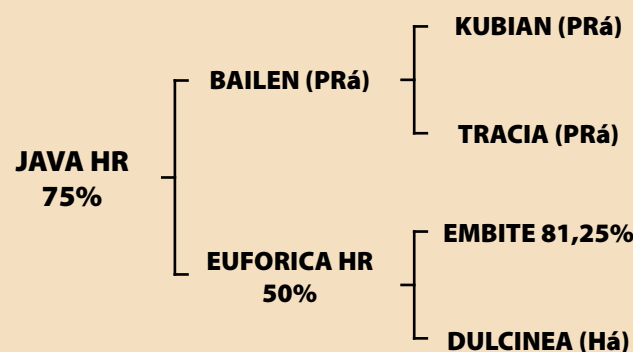 JAVA HR
75%
BAILEN (PRá)
EUFORICA HR
50%
KUBIAN (PRá)
TRACIA (PRá)
EMBITE 81,25%
DULCINEA (Há)